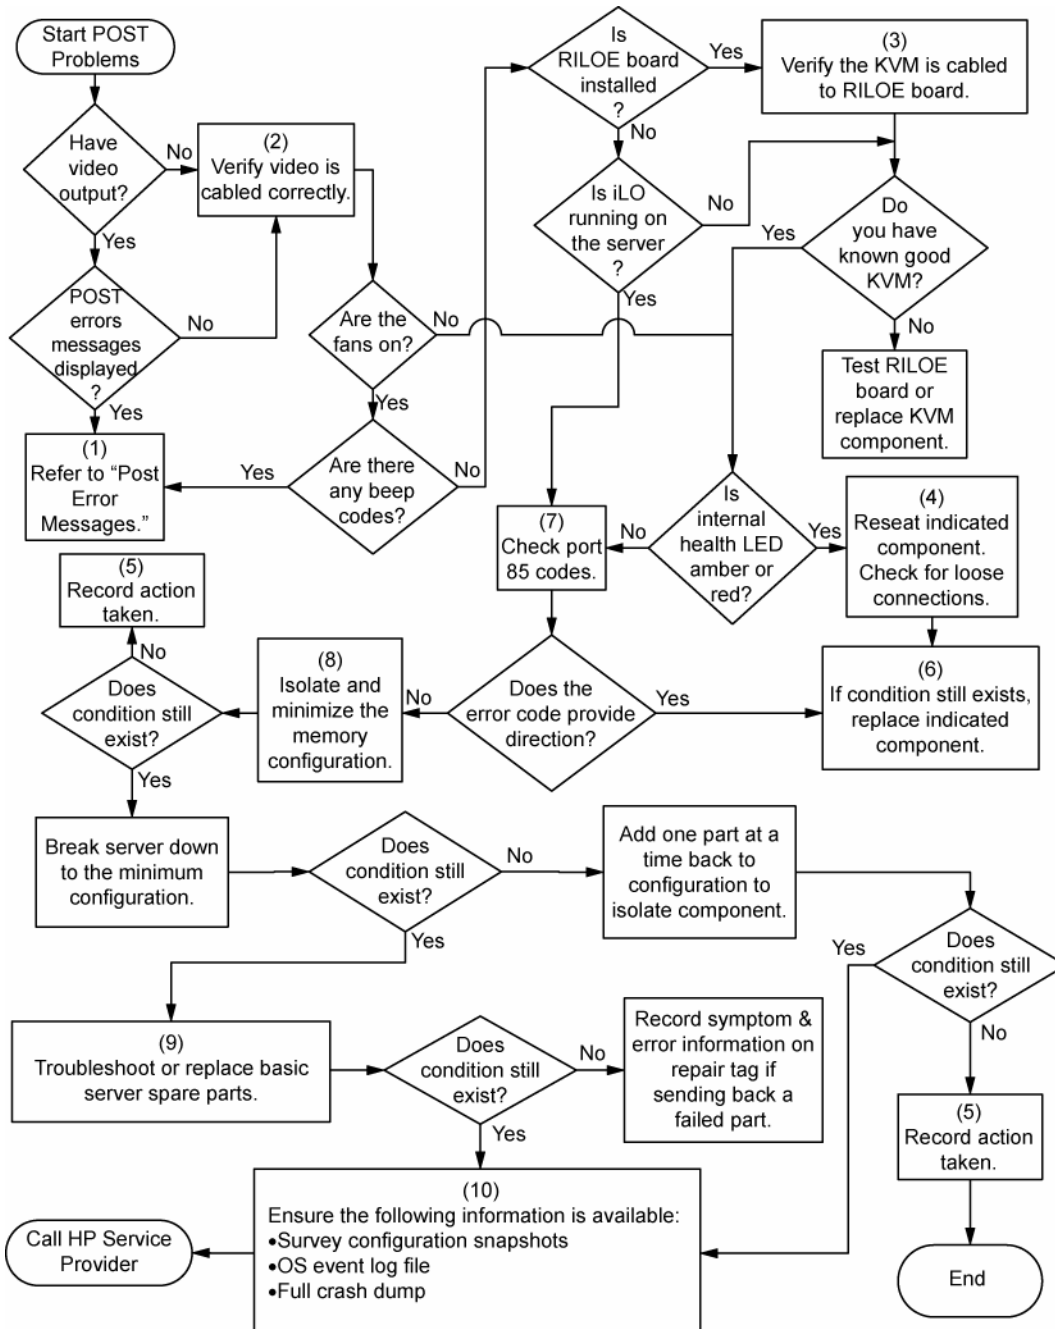 Start POST
Problems
Have
video
output?
No
Yes
(2)
Verify video is
cabled correctly.
POST
errors
messages
displayed
?
No
Yes
(1)
Refer to “Post
Error
Messages.”
Are the
fans on?
No
Yes
Are there
any beep
codes?
Yes
No
Is
RILOE board
installed
?
Yes
No
(3)
Verify the KVM is cabled
to RILOE board.
Is iLO
running on
the server
?
No
Yes
Do
you have
known good
KVM?
Yes
No
Test RILOE
board or
replace KVM
component.
Is
internal
health LED
amber or
red?
No
Yes
(4)
Reseat indicated
component.
Check for loose
connections.
(7)
Check port
85 codes.
(6)
If condition still exists,
replace indicated
component.
Does the
error code provide
direction?
No
Yes
(8)
Isolate and
minimize the
memory
configuration.
(5)
Record action
taken.
No
Does
condition still
exist?
Yes
Break server down
to the minimum
configuration.
Does
condition still
exist?
No
Yes
Add one part at a
time back to
configuration to
isolate component.
Does
condition still
exist?
Yes
No
(9)
Troubleshoot or replace basic
server spare parts.
Does
condition still
exist?
No
Yes
Record symptom &
error information on
repair tag if
sending back a
failed part.
(5)
Record action
taken.
End
(10)
Ensure the following information is available:
•Survey configuration snapshots
•OS event log file
•Full crash dump
Call HP Service
Provider